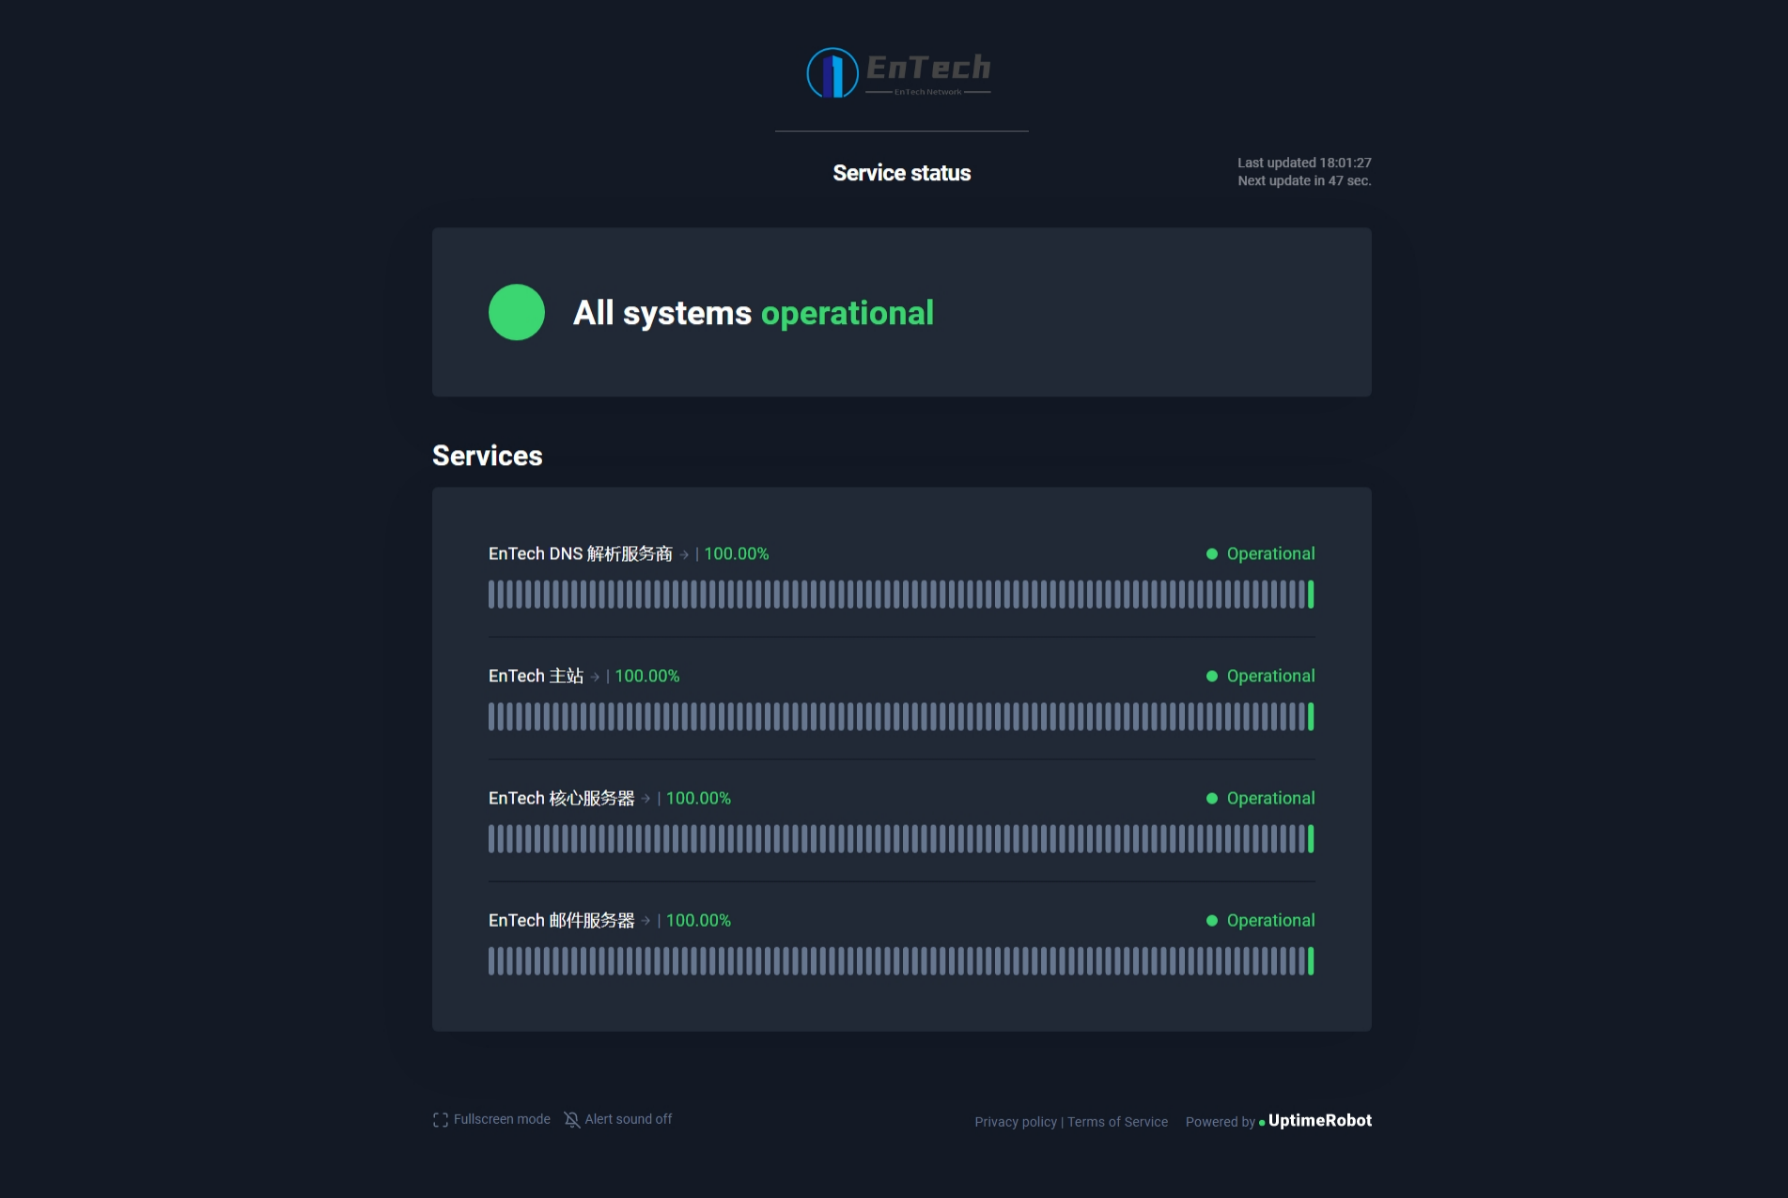 EnTech
EnTech Network
Service status
Last updated 18:01:27
Next update in 47 sec.
All systems operational
Services
EnTech DNS 解析服务商 → | 100.00%
Operational
EnTech 主站 → | 100.00%
Operational
EnTech 核心服务器 → | 100.00%
Operational
EnTech 邮件服务器 → | 100.00%
Operational
Fullscreen mode
Alert sound off
Privacy policy | Terms of Service
Powered by UptimeRobot